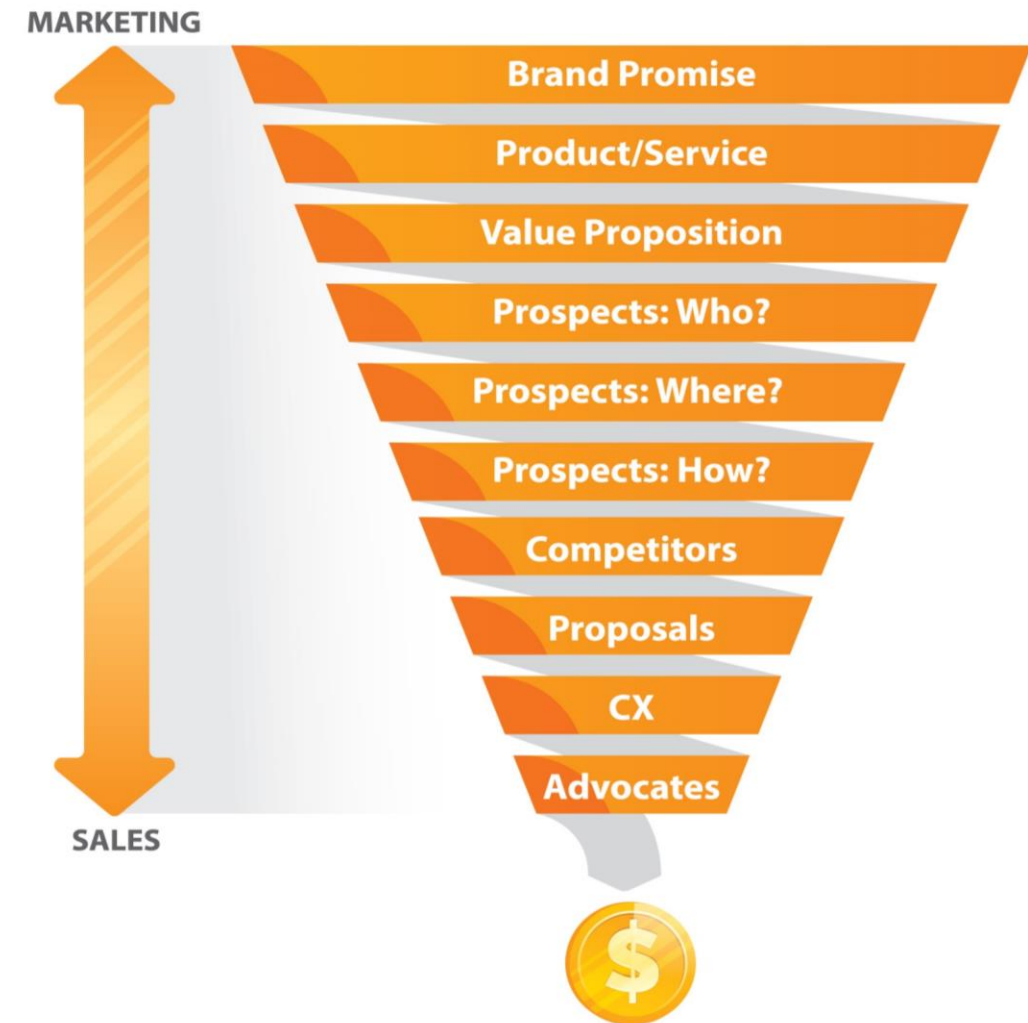 MARKETING
Brand Promise
Product/Service
Value Proposition
Prospects: Who?
Prospects: Where?
Prospects: How?
Competitors
Proposals
CX
Advocates
SALES
$